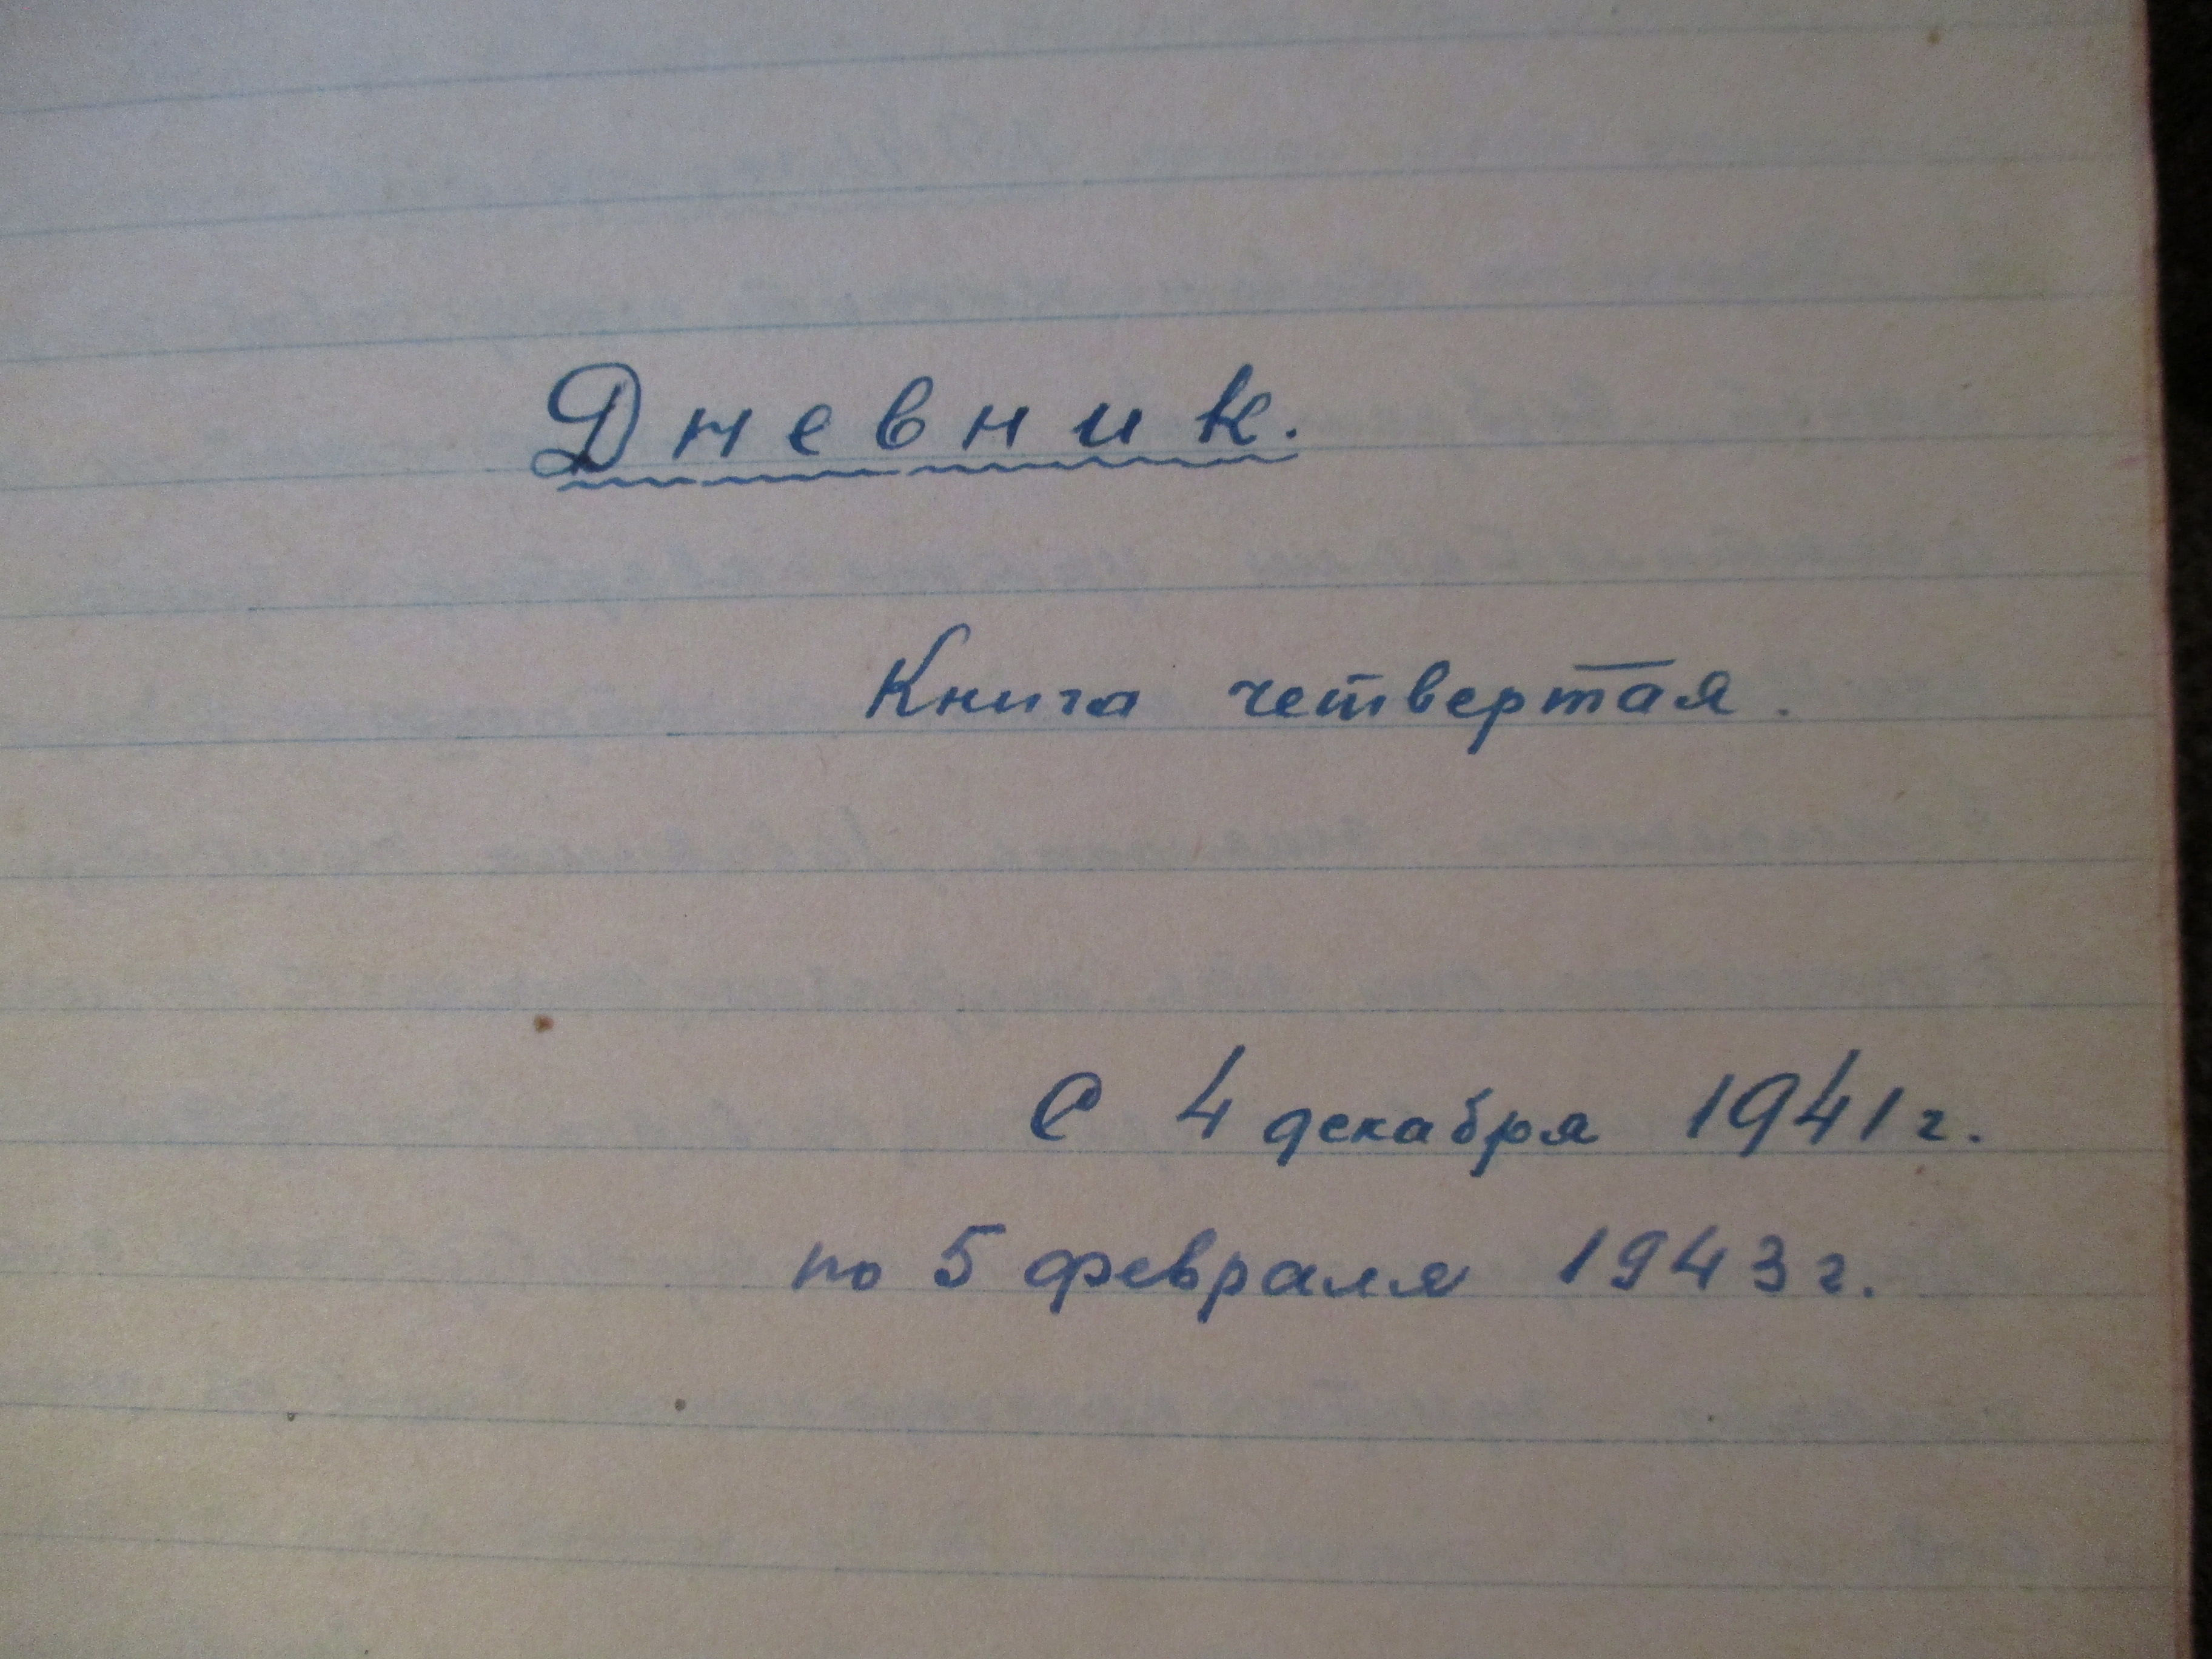 Дневник.
Книга четвертая.
С 4 декабря 1941 г.
по 5 февраля 1943 г.